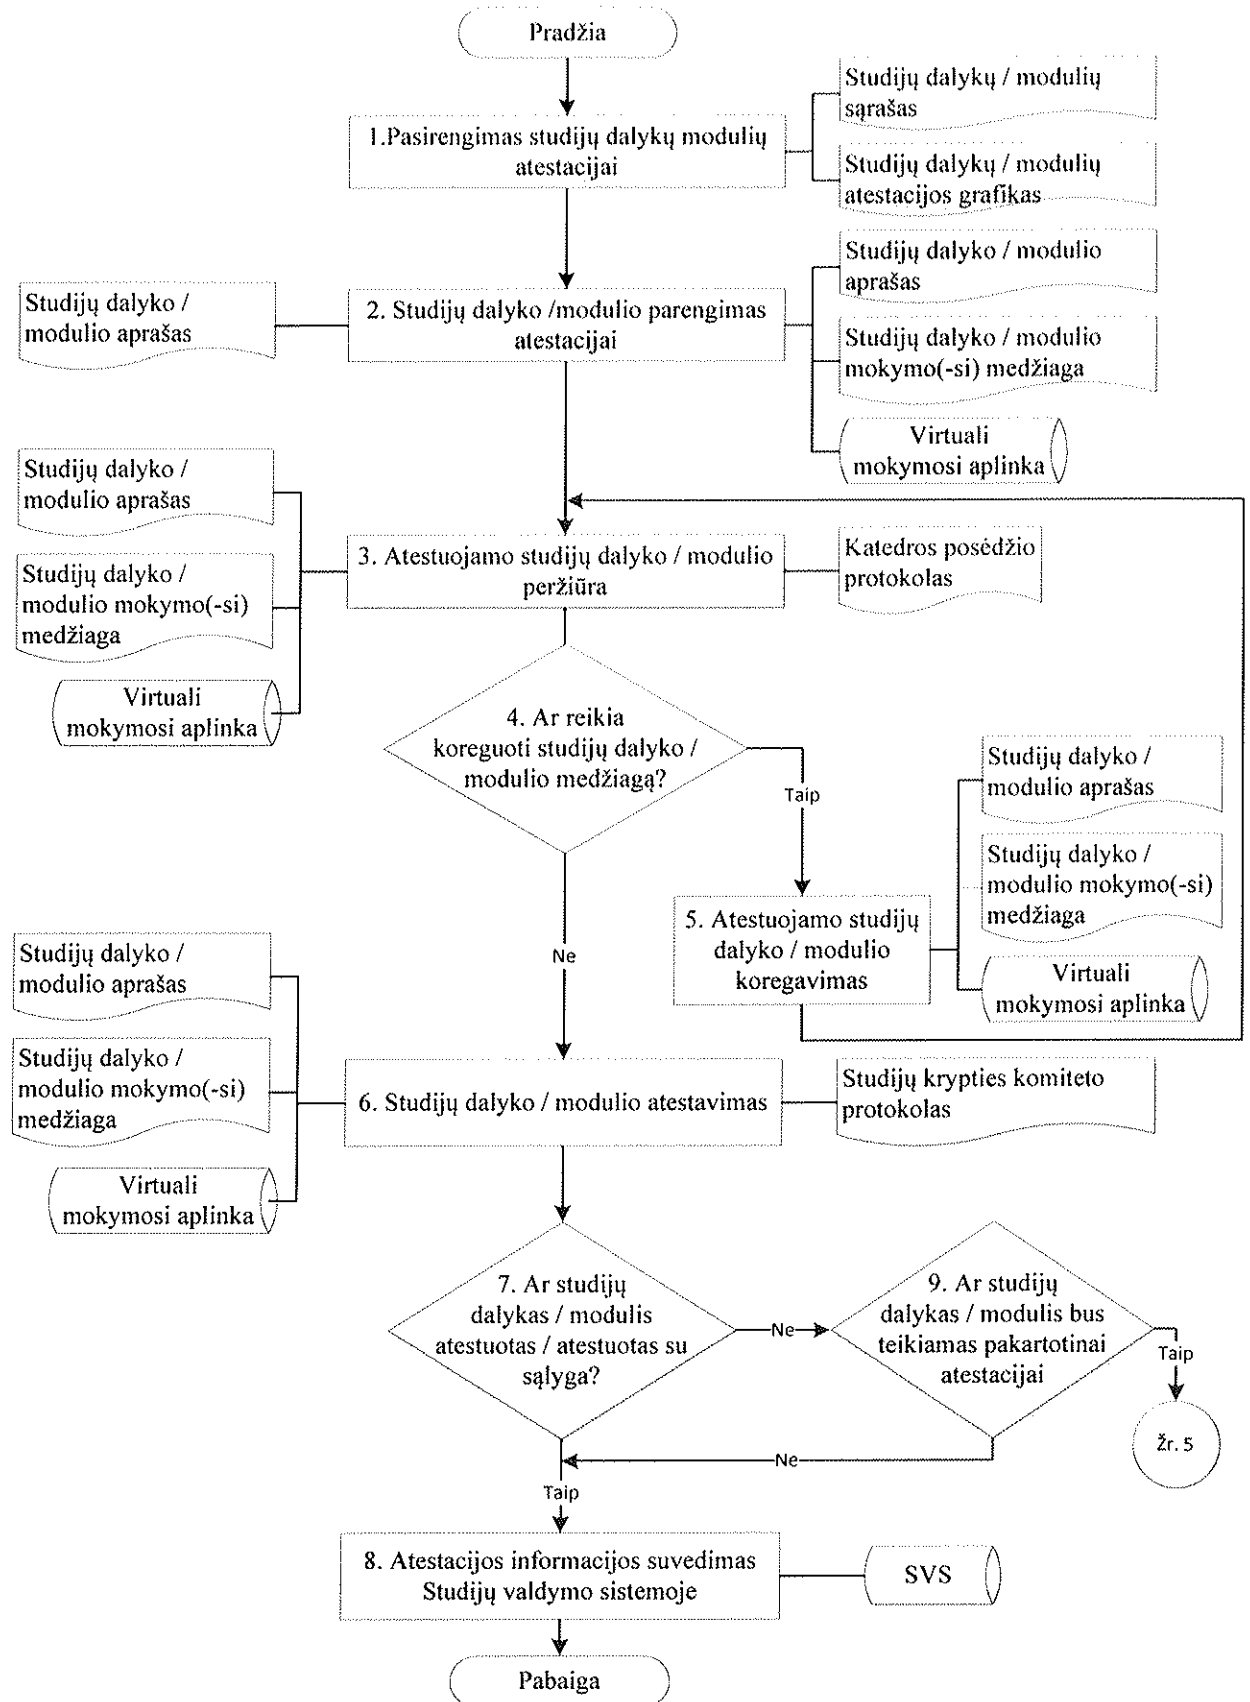 Pradžia
Studijų dalykų / modulių
sąrašas
1.Pasirengimas studijų dalykų modulių
atestacijai
Studijų dalykų / modulių
atestacijos grafikas
Studijų dalyko / modulio
aprašas
Studijų dalyko /
modulio aprašas
2. Studijų dalyko /modulio parengimas
atestacijai
Studijų dalyko / modulio
mokymo(-si) medžiaga
Virtuali
mokymosi aplinka
Studijų dalyko /
modulio aprašas
3. Atestuojamo studijų dalyko / modulio
peržiūra
Katedros posėdžio
protokolas
Studijų dalyko /
modulio mokymo(-si)
medžiaga
Virtuali
mokymosi aplinka
4. Ar reikia
koreguoti studijų dalyko /
modulio medžiagą?
Taip
Studijų dalyko /
modulio aprašas
Studijų dalyko /
modulio mokymo(-si)
medžiaga
5. Atestuojamo studijų
dalyko / modulio
koregavimas
Virtuali
mokymosi aplinka
Ne
Studijų dalyko /
modulio aprašas
Studijų dalyko /
modulio mokymo(-si)
medžiaga
6. Studijų dalyko / modulio atestavimas
Studijų krypties komiteto
protokolas
Virtuali
mokymosi aplinka
7. Ar studijų
dalykas / modulis
atestuotas / atestuotas su
sąlyga?
Ne
9. Ar studijų
dalykas / modulis bus
teikiamas pakartotinai
atestacijai
Taip
Žr. 5
Ne
Taip
8. Atestacijos informacijos suvedimas
Studijų valdymo sistemoje
SVS
Pabaiga